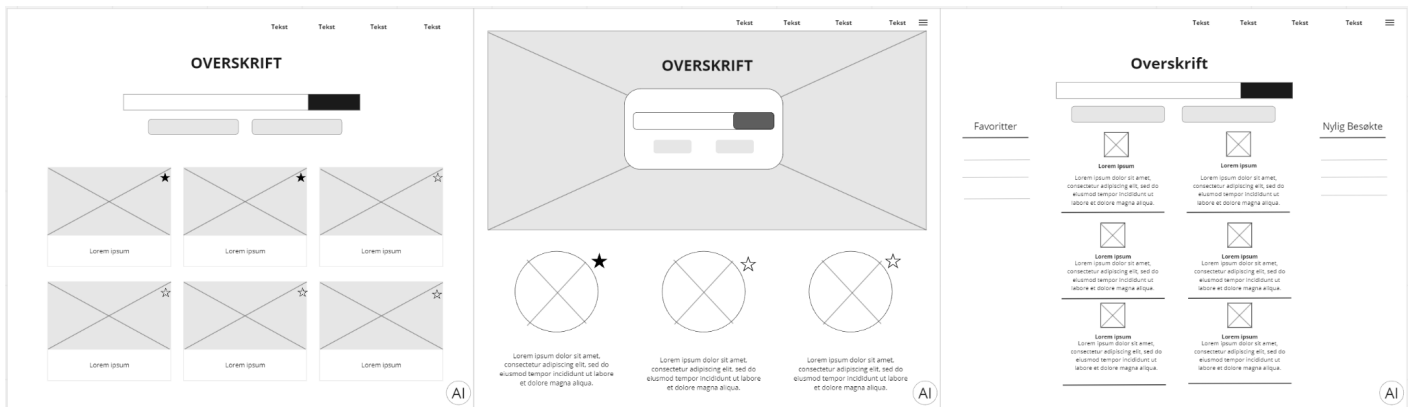 Tekst Tekst Tekst Tekst
OVERSKRIFT
Lorem ipsum Lorem ipsum Lorem ipsum
Lorem ipsum Lorem ipsum Lorem ipsum
AI
Tekst Tekst Tekst Tekst
OVERSKRIFT
Lorem ipsum dolor sit amet,
consectetur adipiscing elit, sed do
eiusmod tempor incididunt ut labore
et dolore magna aliqua.
Lorem ipsum dolor sit amet,
consectetur adipiscing elit, sed do
eiusmod tempor incididunt ut labore
et dolore magna aliqua.
Lorem ipsum dolor sit amet,
consectetur adipiscing elit, sed do
eiusmod tempor incididunt ut labore
et dolore magna aliqua.
AI
Tekst Tekst Tekst Tekst
Overskrift
Favoritter
Lorem ipsum
Lorem ipsum dolor sit amet,
consectetur adipiscing elit, sed do
eiusmod tempor incididunt ut
labore et dolore magna aliqua.
Lorem ipsum
Lorem ipsum dolor sit amet,
consectetur adipiscing elit, sed do
eiusmod tempor incididunt ut
labore et dolore magna aliqua.
Lorem ipsum
Lorem ipsum dolor sit amet,
consectetur adipiscing elit, sed do
eiusmod tempor incididunt ut
labore et dolore magna aliqua.
Lorem ipsum
Lorem ipsum dolor sit amet,
consectetur adipiscing elit, sed do
eiusmod tempor incididunt ut
labore et dolore magna aliqua.
Lorem ipsum
Lorem ipsum dolor sit amet,
consectetur adipiscing elit, sed do
eiusmod tempor incididunt ut
labore et dolore magna aliqua.
Lorem ipsum
Lorem ipsum dolor sit amet,
consectetur adipiscing elit, sed do
eiusmod tempor incididunt ut
labore et dolore magna aliqua.
Nylig Besøkte
AI